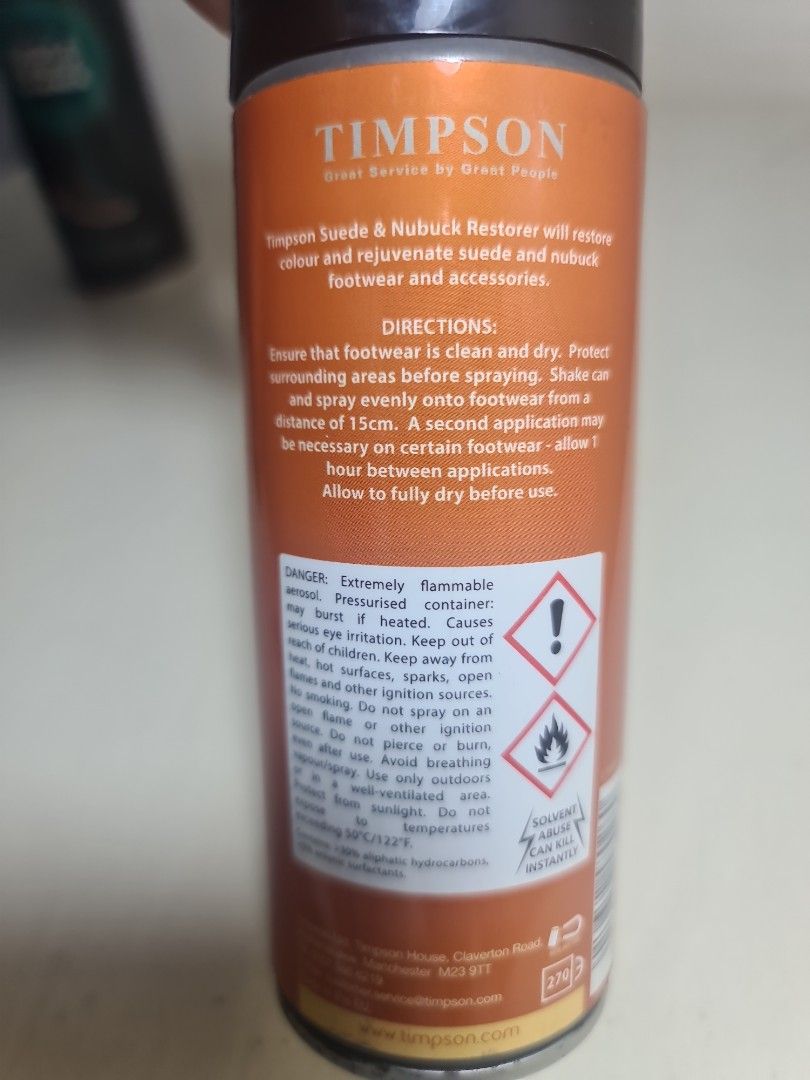 TIMPSON
Great Service by Great People
Timpson Suede & Nubuck Restorer will restore
colour and rejuvenate suede and nubuck
footwear and accessories.
DIRECTIONS:
Ensure that footwear is clean and dry. Protect
surrounding areas before spraying. Shake can
and spray evenly onto footwear from a
distance of 15cm. A second application may
be necessary on certain footwear - allow 1
hour between applications.
Allow to fully dry before use.
DANGER: Extremely flammable
aerosol. Pressurised container:
may burst if heated. Causes
serious eye irritation. Keep out of
reach of children. Keep away from
heat, hot surfaces, sparks, open
flames and other ignition sources.
No smoking. Do not spray on an
open flame or other ignition
source. Do not pierce or burn,
even after use. Avoid breathing
vapour/spray. Use only outdoors
or in a well-ventilated area.
Protect from sunlight. Do not
expose to temperatures
exceeding 50°C/122°F.
Contains >30% aliphatic hydrocarbons,
surfactants.
SOLVENT
ABUSE
CAN KILL
INSTANTLY
Timpson House, Claverton Road,
Manchester M23 9TT
service@timpson.com
270
www.timpson.com